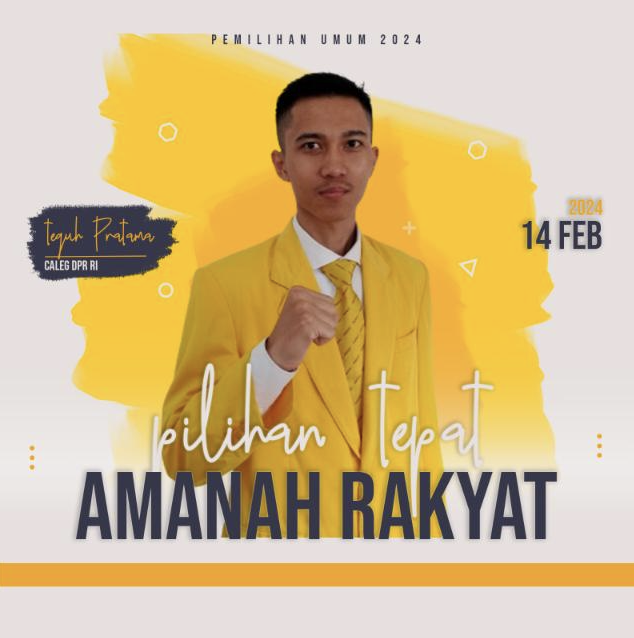 PEMILIHAN UMUM 2024
teguh Pratama
CALEG DPR RI
2024
14 FEB
pilihan tepat
AMANAH RAKYAT